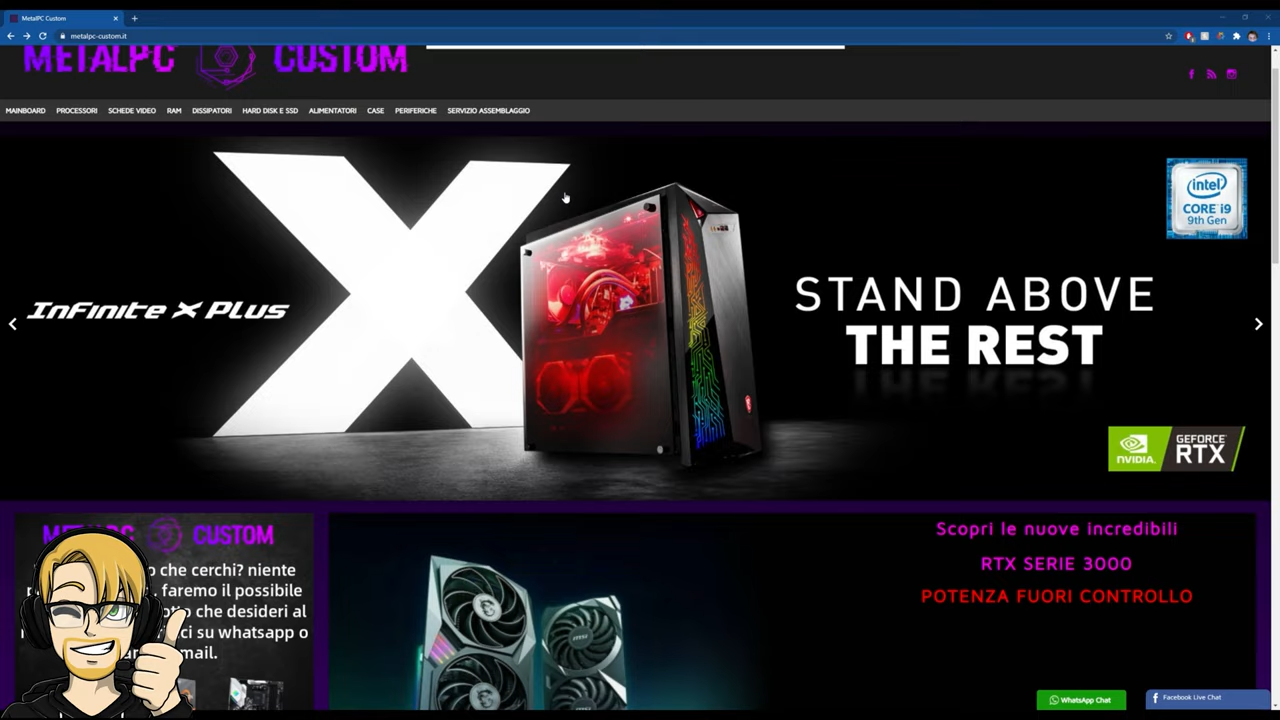 MetalPC Custom
metalpc-custom.it
METALPC CUSTOM
MAINBOARD PROCESSORI SCHEDE VIDEO RAM DISSIPATORI HARD DISK E SSD ALIMENTATORI CASE PERIFERICHE SERVIZIO ASSEMBLAGGIO
intel
CORE i9
9th Gen
Infinite X Plus
STAND ABOVE
THE REST
NVIDIA.
GEFORCE
RTX
CUSTOM
che cerchi? niente
faremo il possibile
che desideri al
su whatsapp o
Scopri le nuove incredibili
RTX SERIE 3000
POTENZA FUORI CONTROLLO
WhatsApp Chat
Facebook Live Chat